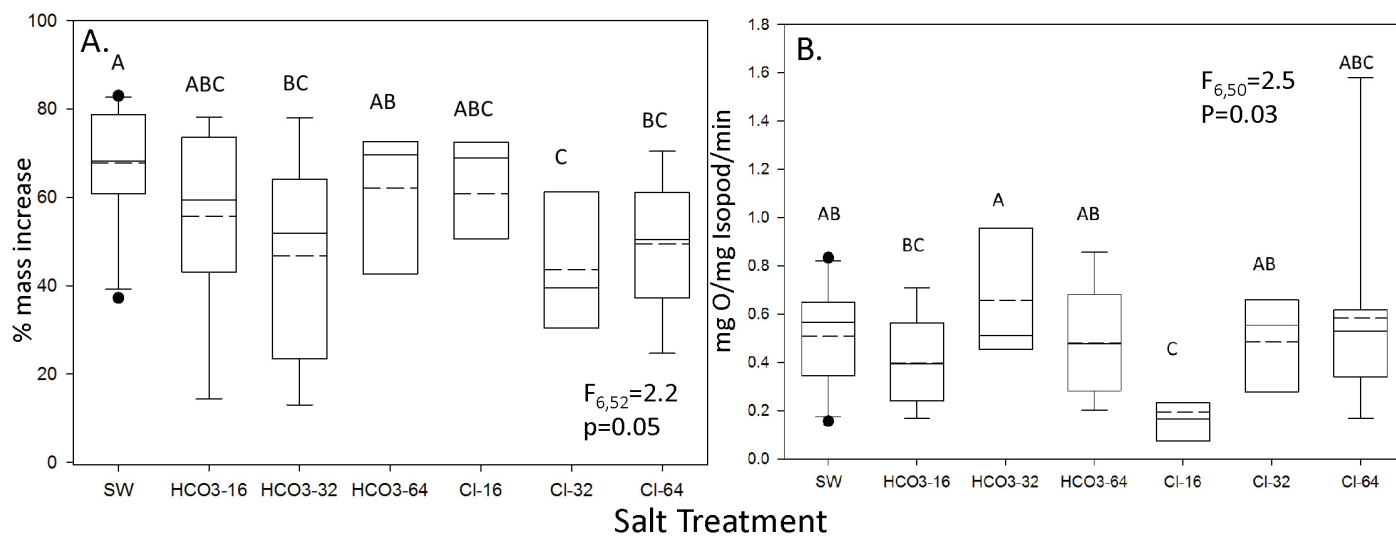 A.
% mass increase
100
80
60
40
20
0
A
ABC
BC
AB
ABC
C
BC
F6,52=2.2
p=0.05
SW HCO3-16 HCO3-32 HCO3-64 Cl-16 Cl-32 Cl-64
B.
mg O/mg Isopod/min
1.8
1.6
1.4
1.2
1.0
0.8
0.6
0.4
0.2
0.0
AB
BC
A
AB
C
AB
ABC
F6,50=2.5
P=0.03
SW HCO3-16 HCO3-32 HCO3-64 Cl-16 Cl-32 Cl-64
Salt Treatment